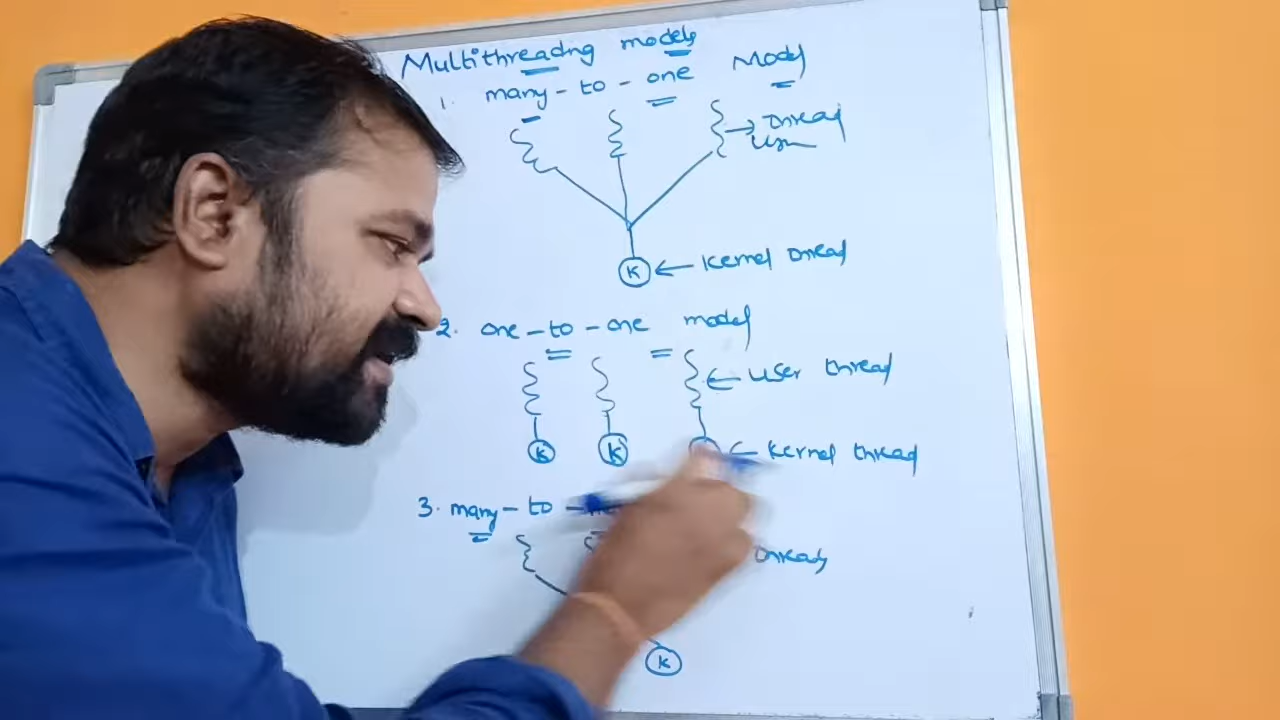 Multithreading models
1. many-to-one Model
thread
User
K ← Kernel thread
2. one-to-one model
← user thread
K K ← kernel thread
3. many-to-
threads
K